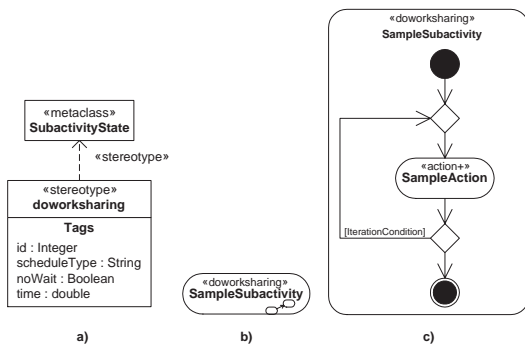 «metaclass»
SubactivityState
«stereotype»
«stereotype»
doworksharing
Tags
id : Integer
scheduleType : String
noWait : Boolean
time : double
a)
«doworksharing»
SampleSubactivity
b)
«doworksharing»
SampleSubactivity
«action+»
SampleAction
[IterationCondition]
c)